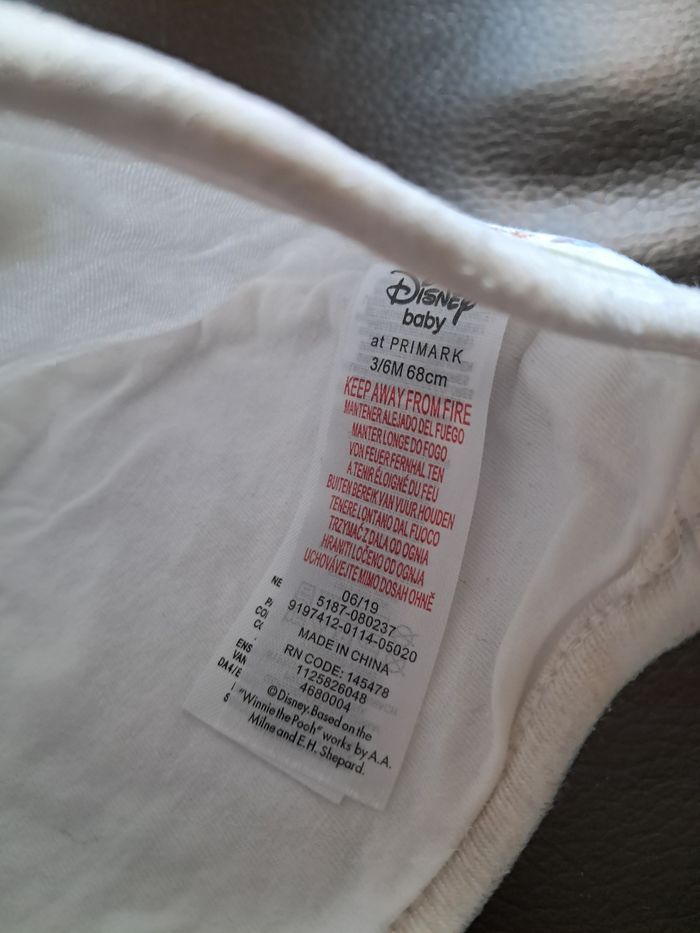 Disney
baby
at PRIMARK
3/6M 68cm
KEEP AWAY FROM FIRE
MANTENER ALEJADO DEL FUEGO
MANTER LONGE DO FOGO
VON FEUER FERNHALTEN
A TENIR ÉLOIGNÉ DU FEU
BUITEN BEREIK VAN VUUR HOUDEN
TENERE LONTANO DAL FUOCO
TRZYMAĆ Z DALA OD OGNIA
HRANITI LOČENO OD OGNJA
UCHOVÁVEJTE MIMO DOSAH OHNĚ
06/19
5187-080237
9197412-0114-05020
MADE IN CHINA
RN CODE: 145478
1125826048
4680004
©Disney. Based on the
"Winnie the Pooh" works by A.A.
Milne and E.H. Shepard.